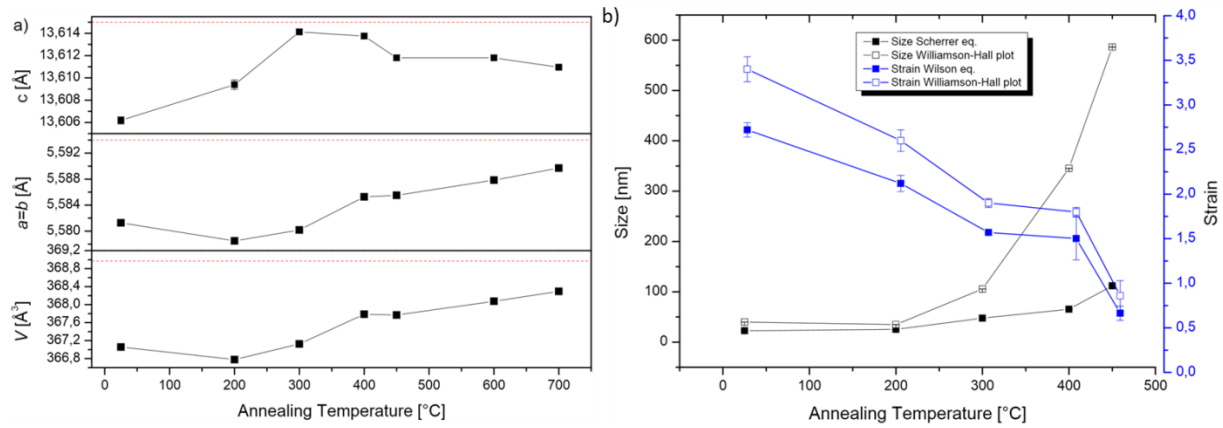 a)
13,614
13,612
13,610
13,608
13,606
c [Å]
5,592
5,588
5,584
5,580
a=b [Å]
369,2
368,8
368,4
368,0
367,6
367,2
366,8
V [Å³]
0 100 200 300 400 500 600 700
Annealing Temperature [°C]
b)
600
500
400
300
200
100
0
Size [nm]
Size Scherrer eq.
Size Williamson-Hall plot
Strain Wilson eq.
Strain Williamson-Hall plot
4,0
3,5
3,0
2,5
2,0
1,5
1,0
0,5
0,0
Strain
0 100 200 300 400 500
Annealing Temperature [°C]